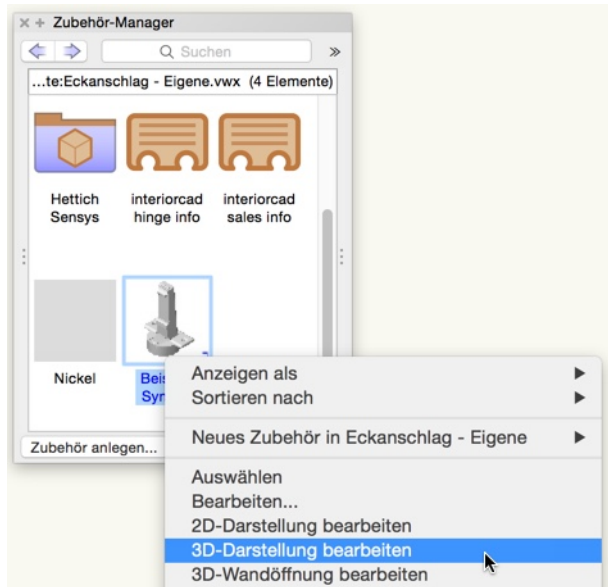 Zubehör-Manager
Suchen
...te:Eckanschlag - Eigene.vwx (4 Elemente)
Hettich
Sensys
interiorcad
hinge info
interiorcad
sales info
Nickel
Zubehör anlegen...
Anzeigen als
Sortieren nach
Neues Zubehör in Eckanschlag - Eigene
Auswählen
Bearbeiten...
2D-Darstellung bearbeiten
3D-Darstellung bearbeiten
3D-Wandöffnung bearbeiten